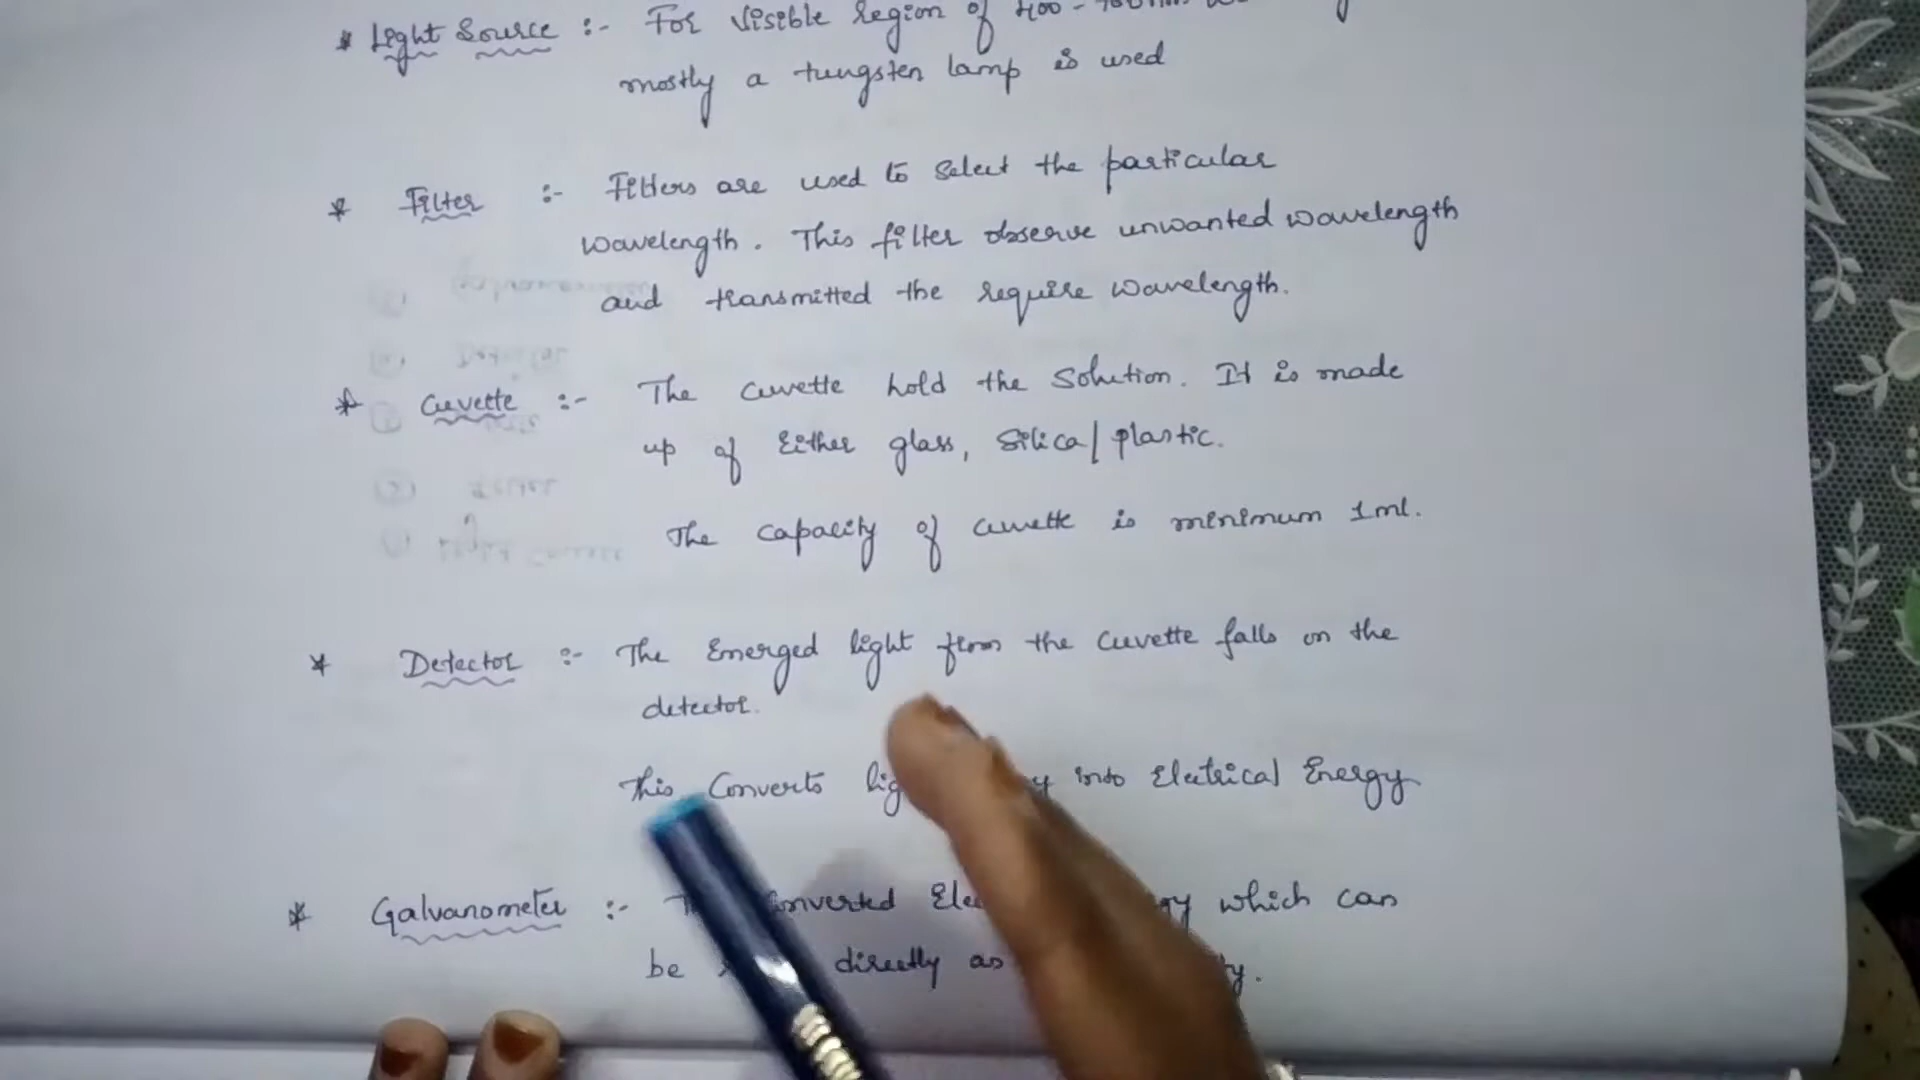 * Light Source :- For Visible Region of 400 -
mostly a tungsten lamp is used
* Filter :- Filters are used to Select the particular
wavelength. This filter observe unwanted wavelength
and transmitted the require wavelength.
* Cuvette :- The cuvette hold the Solution. It is made
up of Either glass, Silica/plastic.
The capacity of cuvette is minimum 1ml.
* Detector :- The Emerged light from the Cuvette falls on the
detector.
This Converts into Electrical Energy
* Galvanometer :- Converted which can
be directly as